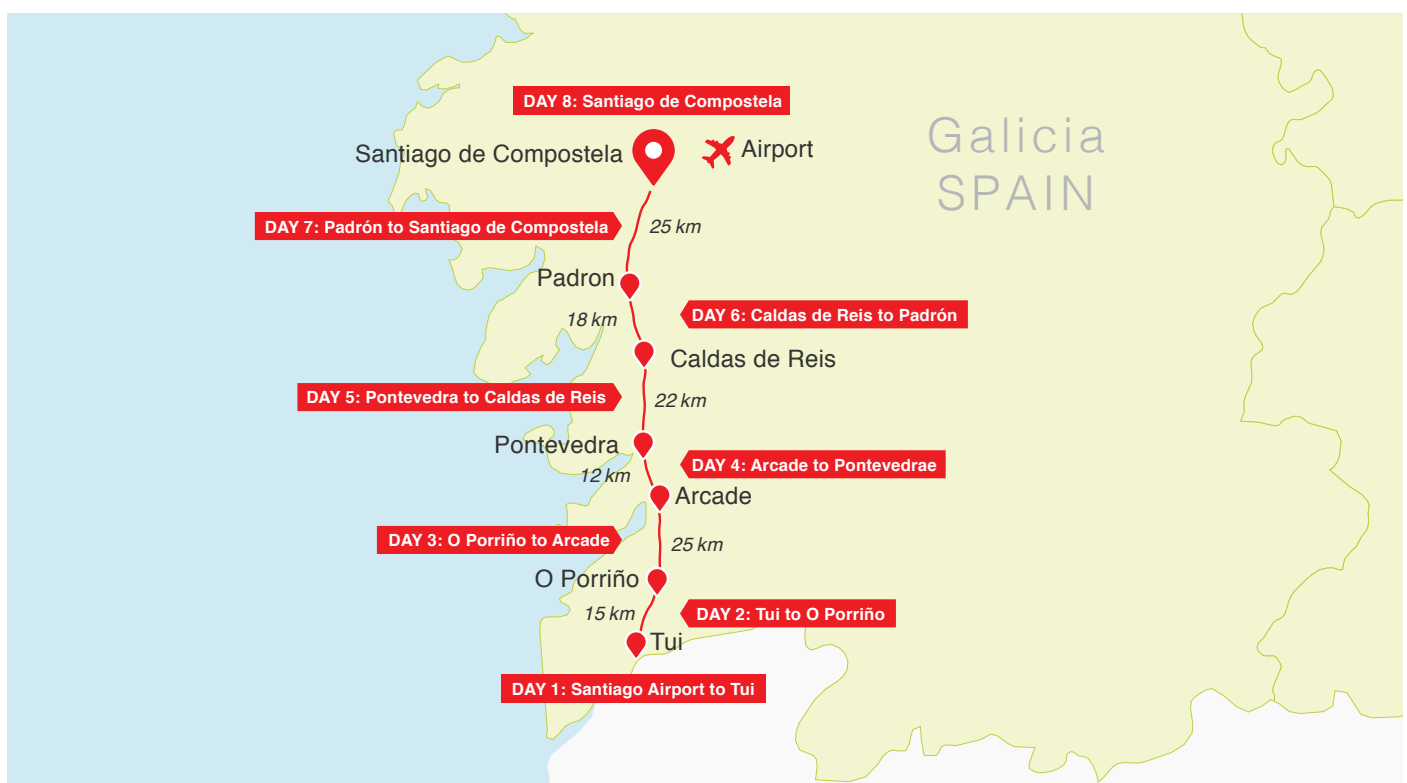 DAY 8: Santiago de Compostela
Santiago de Compostela
Airport
Galicia
SPAIN
DAY 7: Padrón to Santiago de Compostela
25 km
Padron
18 km
DAY 6: Caldas de Reis to Padrón
Caldas de Reis
DAY 5: Pontevedra to Caldas de Reis
22 km
Pontevedra
12 km
DAY 4: Arcade to Pontevedrae
Arcade
DAY 3: O Porriño to Arcade
25 km
O Porriño
15 km
DAY 2: Tui to O Porriño
Tui
DAY 1: Santiago Airport to Tui